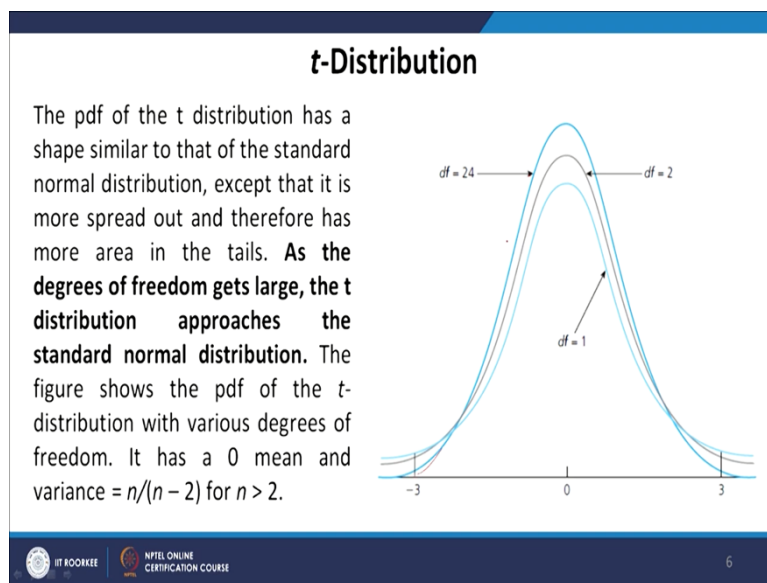 t-Distribution
The pdf of the t distribution has a
shape similar to that of the standard
normal distribution, except that it is
more spread out and therefore has
more area in the tails. As the
degrees of freedom gets large, the t
distribution approaches the
standard normal distribution. The
figure shows the pdf of the t-
distribution with various degrees of
freedom. It has a 0 mean and
variance = n/(n – 2) for n > 2.
df = 24
df = 2
df = 1
–3
0
3
IIT ROORKEE
NPTEL ONLINE
CERTIFICATION COURSE
6